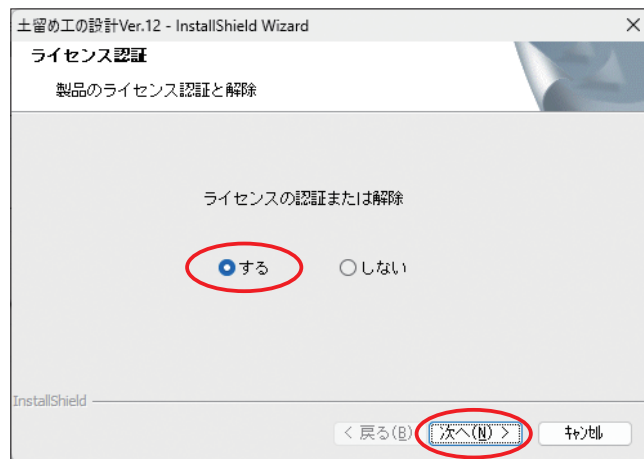 土留め工の設計Ver.12 - InstallShield Wizard
ライセンス認証
製品のライセンス認証と解除
ライセンスの認証または解除
する
しない
InstallShield
< 戻る(B)
次へ(N) >
ｷｬﾝｾﾙ